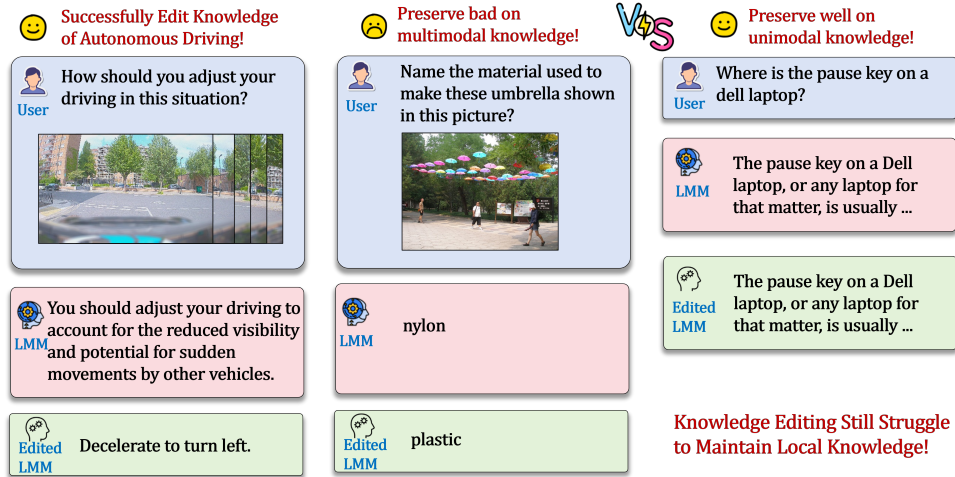 Successfully Edit Knowledge
of Autonomous Driving!
User
How should you adjust your
driving in this situation?
LMM
You should adjust your driving to
account for the reduced visibility
and potential for sudden
movements by other vehicles.
Edited
LMM
Decelerate to turn left.
Preserve bad on
multimodal knowledge!
User
Name the material used to
make these umbrella shown
in this picture?
LMM
nylon
Edited
LMM
plastic
VS
Preserve well on
unimodal knowledge!
User
Where is the pause key on a
dell laptop?
LMM
The pause key on a Dell
laptop, or any laptop for
that matter, is usually ...
Edited
LMM
The pause key on a Dell
laptop, or any laptop for
that matter, is usually ...
Knowledge Editing Still Struggle
to Maintain Local Knowledge!